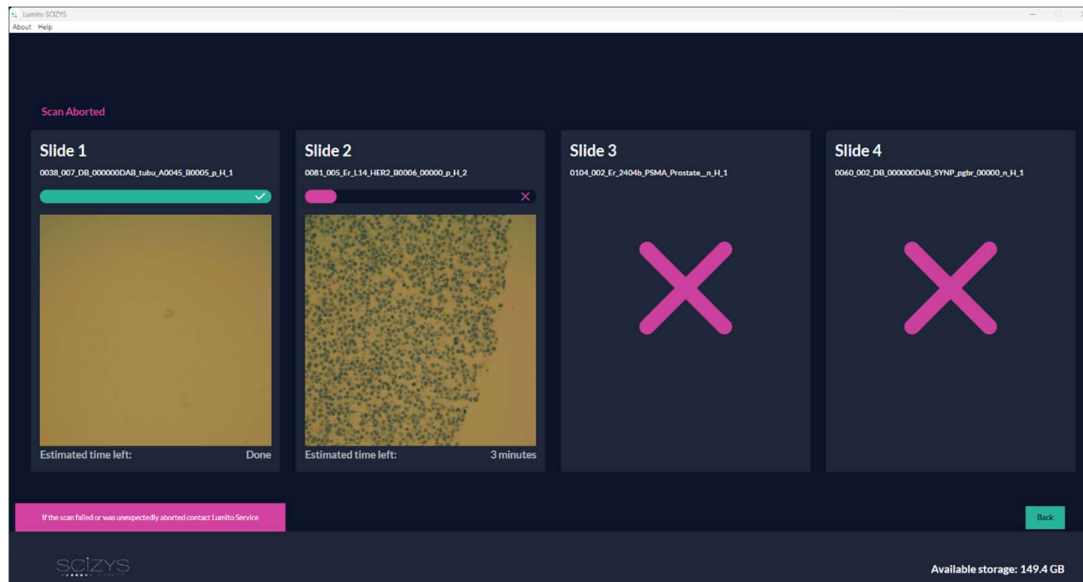 Lumito SCIZYS
About Help
Scan Aborted
Slide 1
0038_007_DB_000000DAB_tubu_A0045_B0005_p_H_1
Estimated time left: Done
Slide 2
0081_005_Er_L14_HER2_B0006_00000_p_H_2
Estimated time left: 3 minutes
Slide 3
0104_002_Er_2404b_PSMA_Prostate__n_H_1
Slide 4
0060_002_DB_000000DAB_SYNP_pgbr_00000_n_H_1
If the scan failed or was unexpectedly aborted contact Lumito Service
Back
SCIZYS
Available storage: 149.4 GB